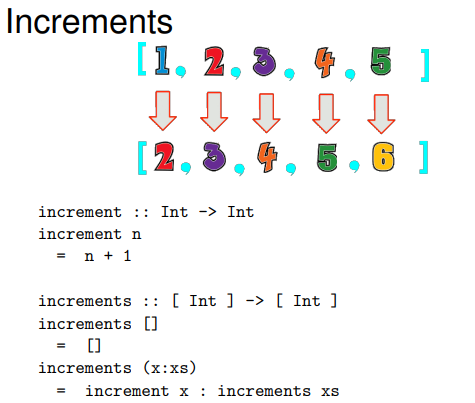 Increments
[ 1, 2, 3, 4, 5 ]
[ 2, 3, 4, 5, 6 ]
increment :: Int -> Int
increment n
= n + 1
increments :: [ Int ] -> [ Int ]
increments []
= []
increments (x:xs)
= increment x : increments xs